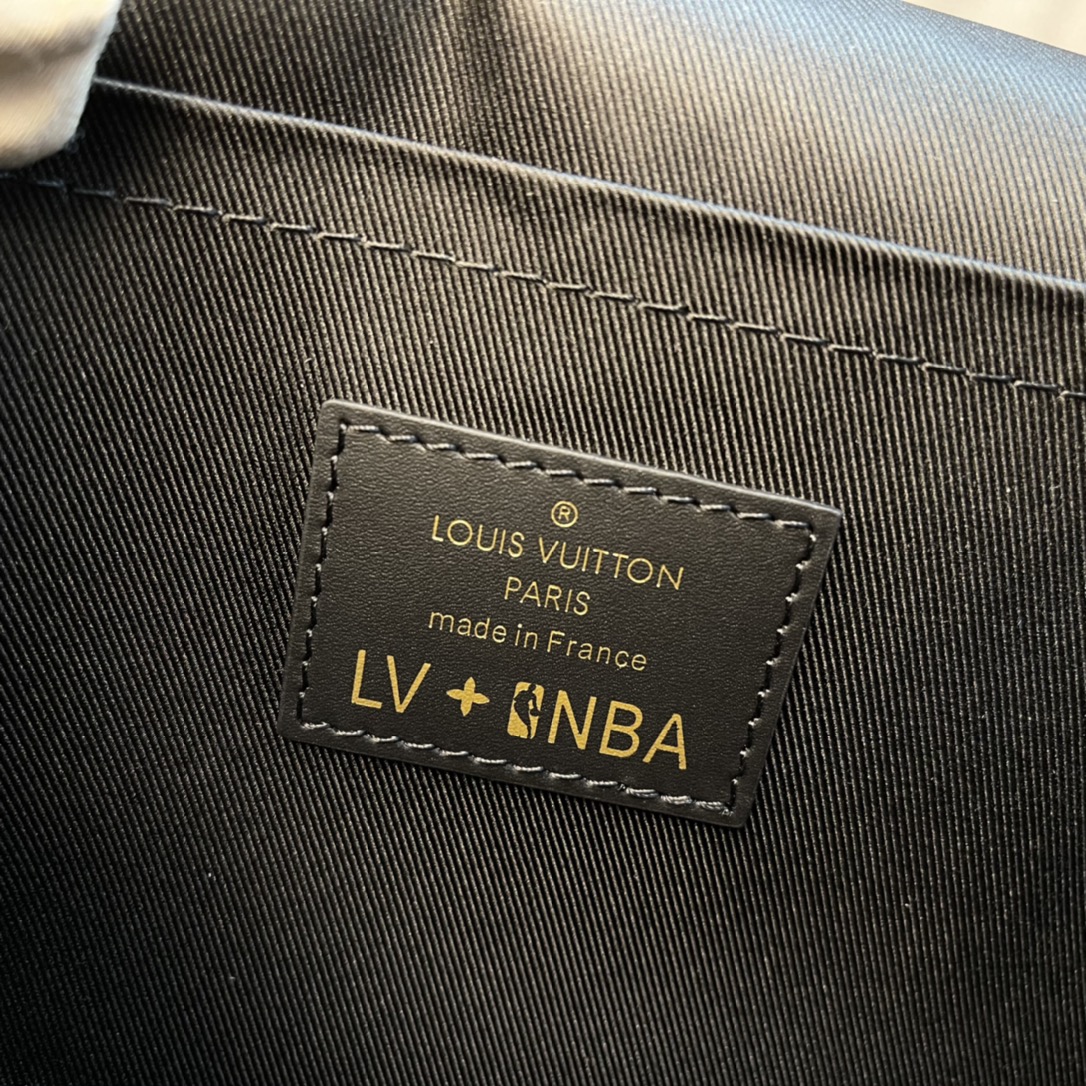 ®
LOUIS VUITTON
PARIS
made in France
LV + NBA